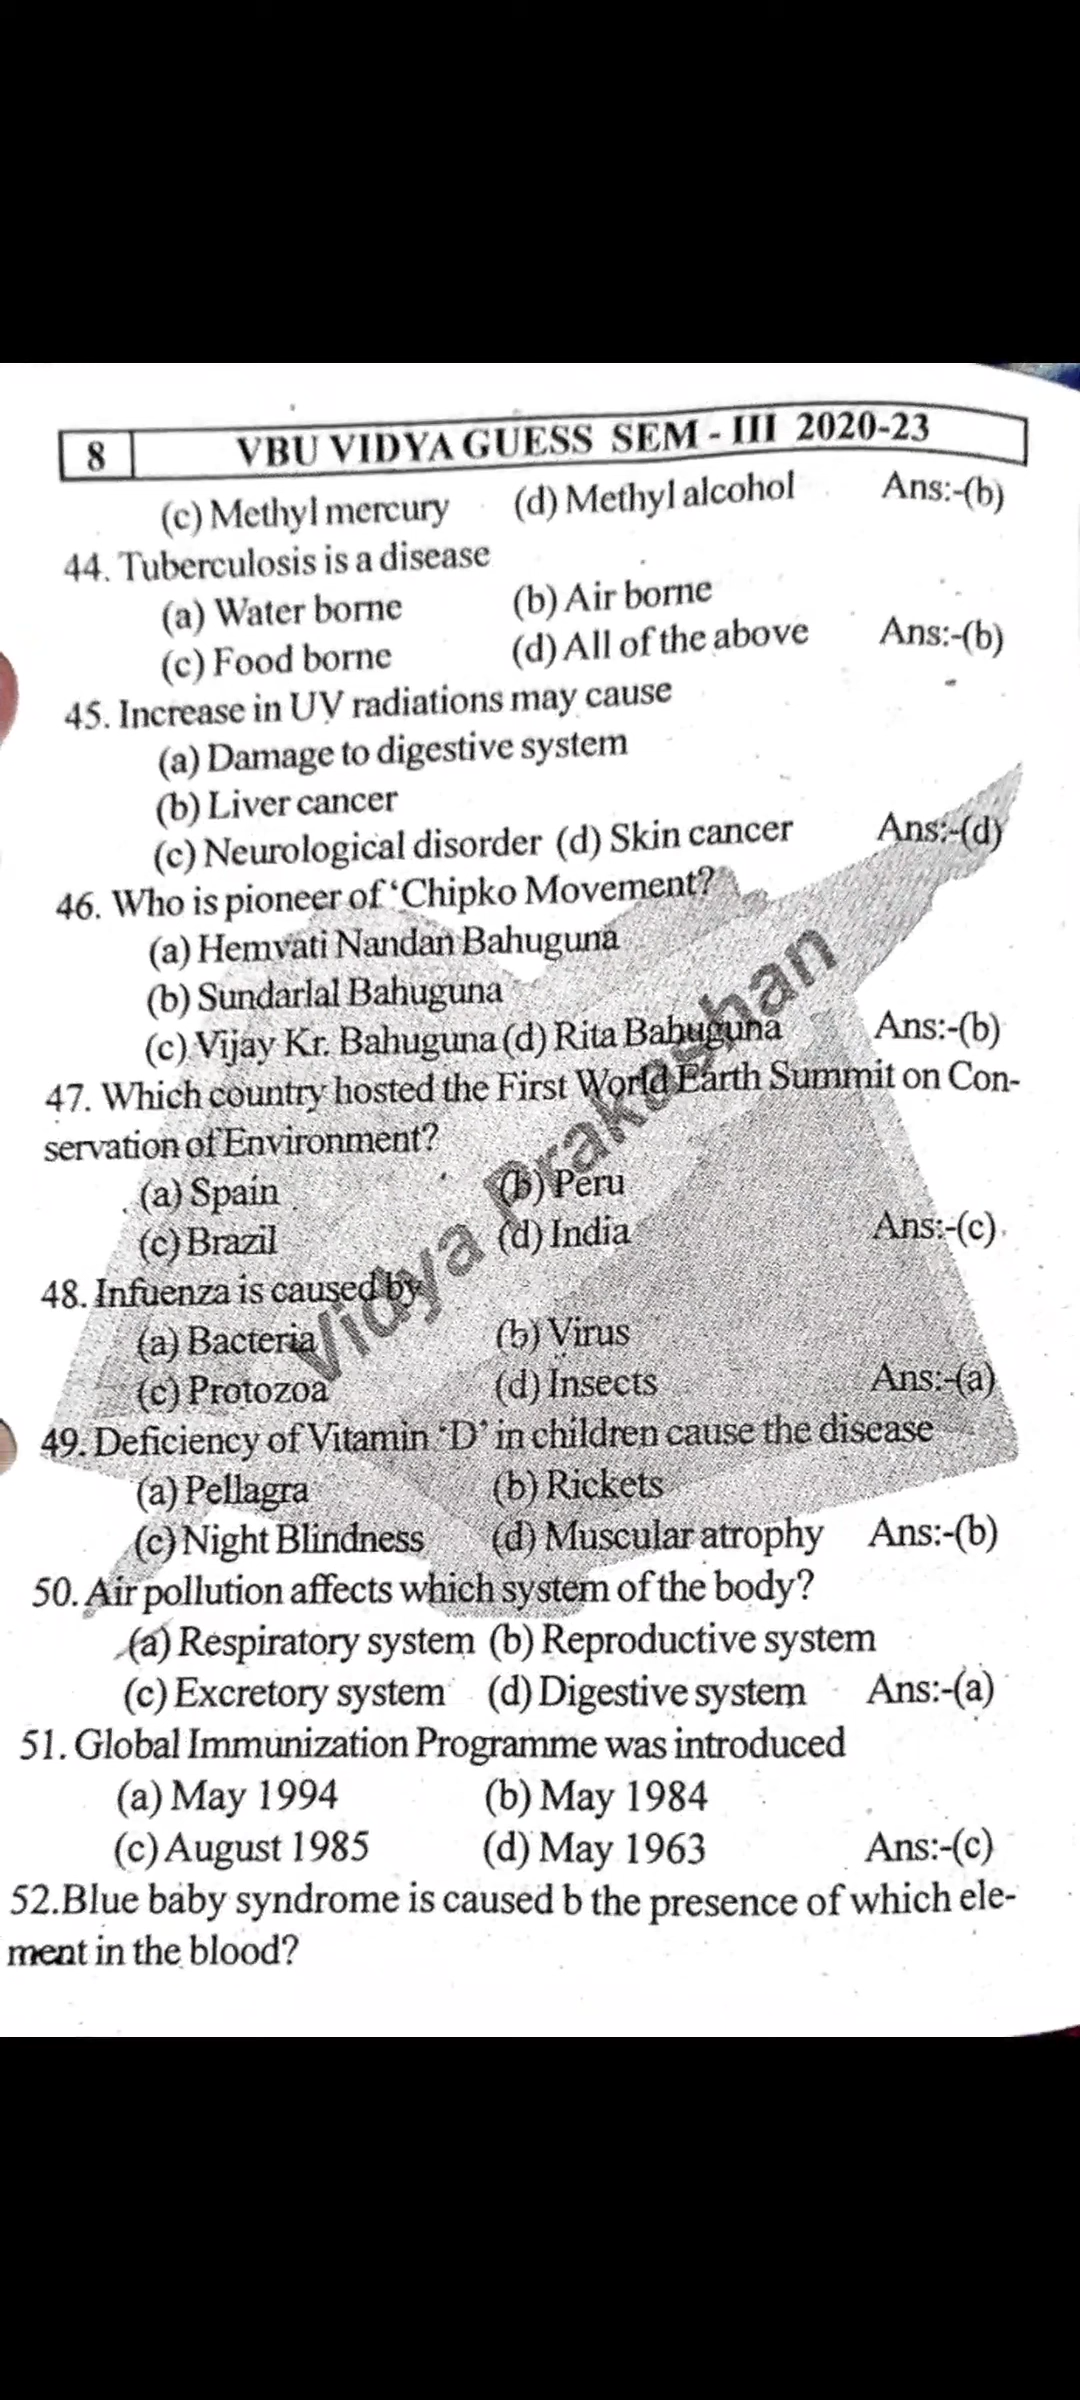 8 VBU VIDYA GUESS SEM - III 2020-23
(c) Methyl mercury (d) Methyl alcohol Ans:-(b)
44. Tuberculosis is a disease
(a) Water borne (b) Air borne
(c) Food borne (d) All of the above Ans:-(b)
45. Increase in UV radiations may cause
(a) Damage to digestive system
(b) Liver cancer
(c) Neurological disorder (d) Skin cancer Ans:-(d)
46. Who is pioneer of 'Chipko Movement?
(a) Hemvati Nandan Bahuguna
(b) Sundarlal Bahuguna
(c) Vijay Kr. Bahuguna (d) Rita Bahuguna Ans:-(b)
47. Which country hosted the First World Earth Summit on Con-
servation of Environment?
(a) Spain (b) Peru
(c) Brazil (d) India Ans:-(c)
48. Infuenza is caused by
(a) Bacteria (b) Virus
(c) Protozoa (d) Insects Ans:-(a)
49. Deficiency of Vitamin 'D' in children cause the disease
(a) Pellagra (b) Rickets
(c) Night Blindness (d) Muscular atrophy Ans:-(b)
50. Air pollution affects which system of the body?
(a) Respiratory system (b) Reproductive system
(c) Excretory system (d) Digestive system Ans:-(a)
51. Global Immunization Programme was introduced
(a) May 1994 (b) May 1984
(c) August 1985 (d) May 1963 Ans:-(c)
52.Blue baby syndrome is caused b the presence of which ele-
ment in the blood?
Vidya Prakashan